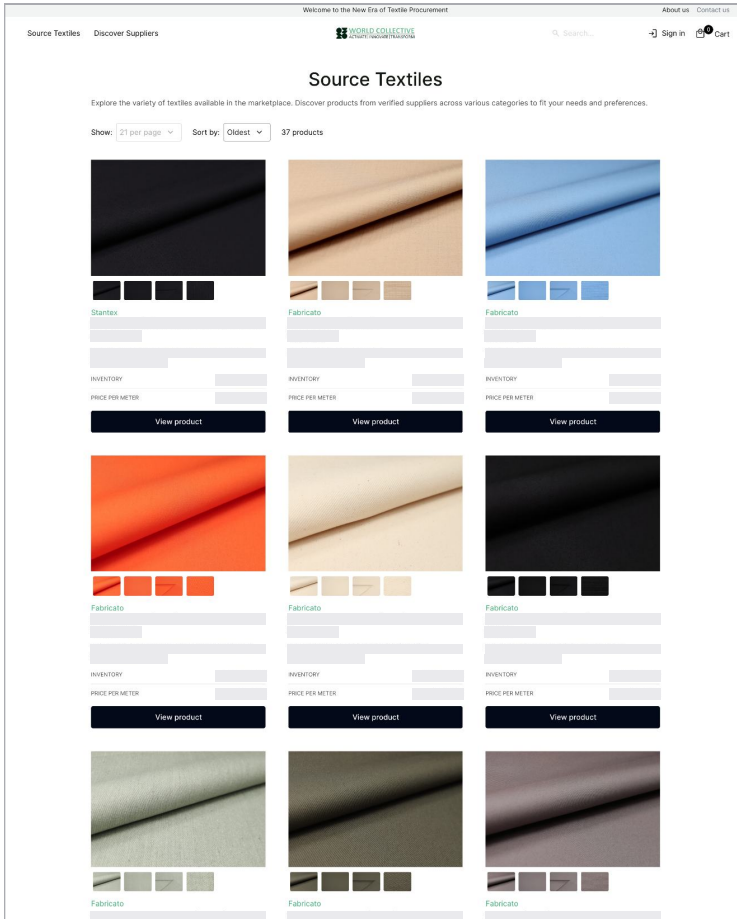 Welcome to the New Era of Textile Procurement
About us Contact us
Source Textiles Discover Suppliers
WORLD COLLECTIVE
Search...
Sign in
0
Cart
Source Textiles
Explore the variety of textiles available in the marketplace. Discover products from verified suppliers across various categories to fit your needs and preferences.
Show: 21 per page Sort by: Oldest 37 products
Stantex Fabricato Fabricato
INVENTORY INVENTORY INVENTORY
PRICE PER METER PRICE PER METER PRICE PER METER
View product View product View product
Fabricato Fabricato Fabricato
INVENTORY INVENTORY INVENTORY
PRICE PER METER PRICE PER METER PRICE PER METER
View product View product View product
Fabricato Fabricato Fabricato